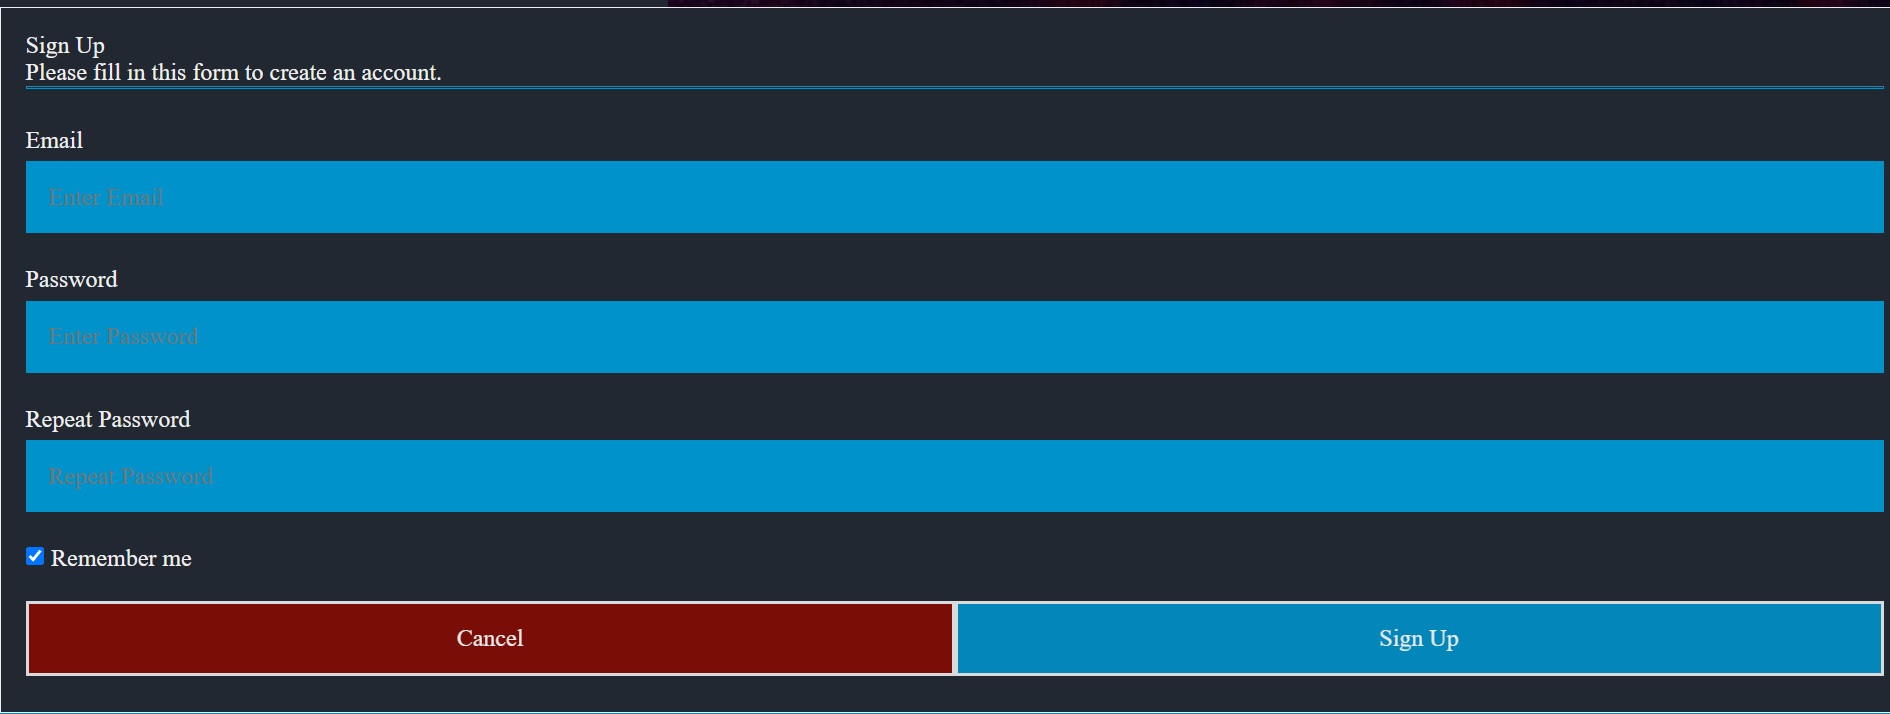 Sign Up
Please fill in this form to create an account.
Email
Enter Email
Password
Enter Password
Repeat Password
Repeat Password
Remember me
Cancel
Sign Up